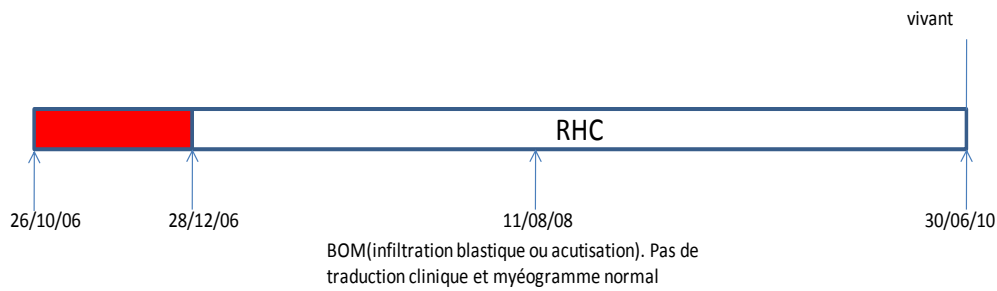 vivant
RHC
26/10/06 28/12/06 11/08/08 30/06/10
BOM(infiltration blastique ou acutisation). Pas de
traduction clinique et myéogramme normal